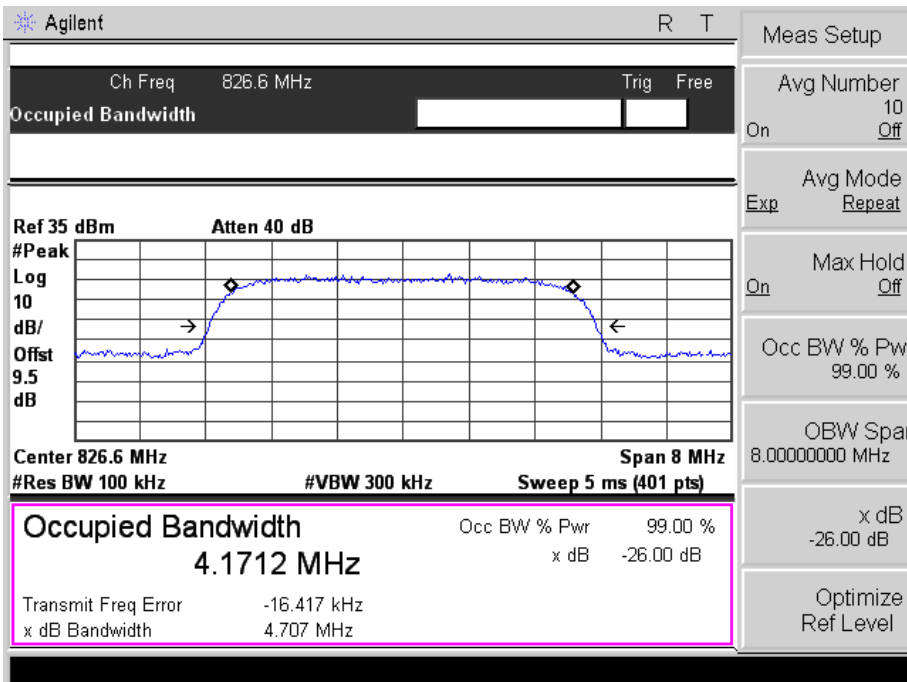 Agilent R T
Ch Freq 826.6 MHz Trig Free
Occupied Bandwidth
Ref 35 dBm Atten 40 dB
#Peak
Log
10
dB/
Offst
9.5
dB
Center 826.6 MHz Span 8 MHz
#Res BW 100 kHz #VBW 300 kHz Sweep 5 ms (401 pts)
Occupied Bandwidth Occ BW % Pwr 99.00 %
4.1712 MHz x dB -26.00 dB
Transmit Freq Error -16.417 kHz
x dB Bandwidth 4.707 MHz
Meas Setup
Avg Number
10
On Off
Avg Mode
Exp Repeat
Max Hold
On Off
Occ BW % Pw
99.00 %
OBW Spa
8.00000000 MHz
x dB
-26.00 dB
Optimize
Ref Level